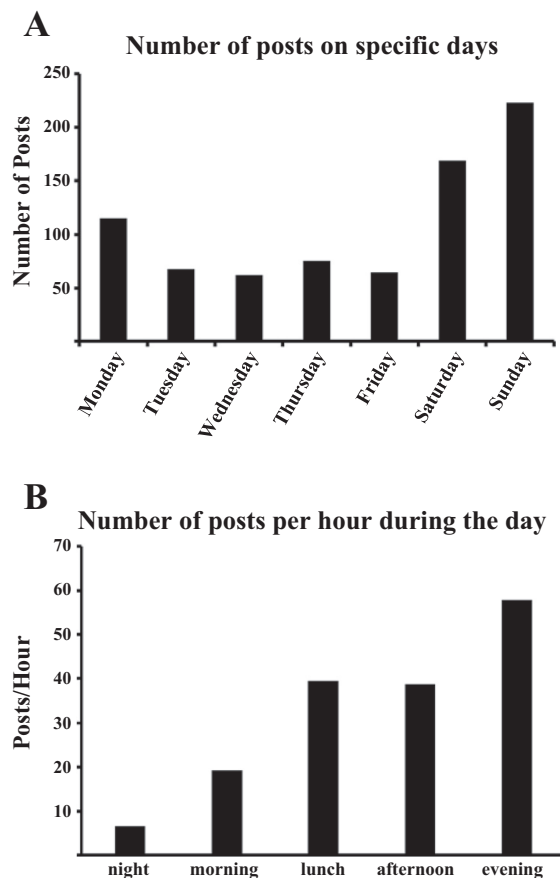 A
Number of posts on specific days
Number of Posts
250
200
150
100
50
Monday
Tuesday
Wednesday
Thursday
Friday
Saturday
Sunday
B
Number of posts per hour during the day
Posts/Hour
70
60
50
40
30
20
10
night morning lunch afternoon evening